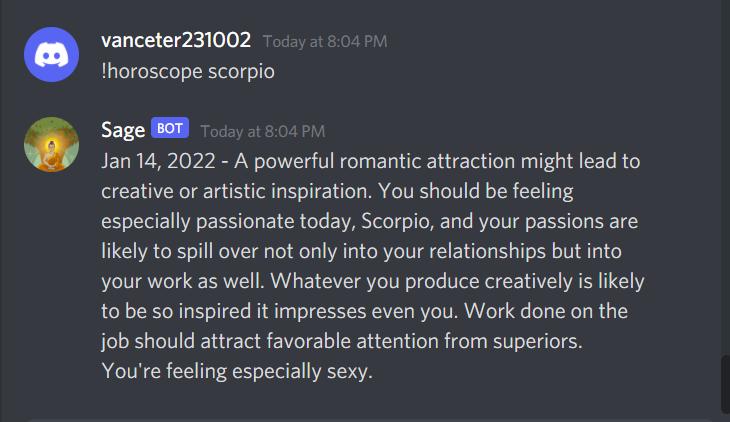 vanceter231002 Today at 8:04 PM
!horoscope scorpio
Sage BOT Today at 8:04 PM
Jan 14, 2022 - A powerful romantic attraction might lead to
creative or artistic inspiration. You should be feeling
especially passionate today, Scorpio, and your passions are
likely to spill over not only into your relationships but into
your work as well. Whatever you produce creatively is likely
to be so inspired it impresses even you. Work done on the
job should attract favorable attention from superiors.
You're feeling especially sexy.